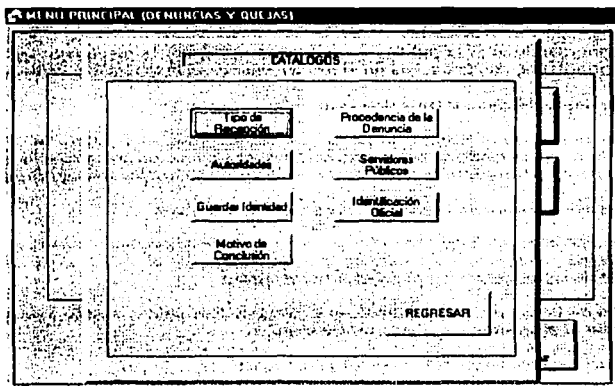 MENU PRINCIPAL (DENUNCIAS Y QUEJAS)
CATALOGOS
Tipo de
Recepción
Procedencia de la
Denuncia
Autoridades
Servidores
Públicos
Guardar Identidad
Identificación
Oficial
Motivo de
Conclusión
REGRESAR